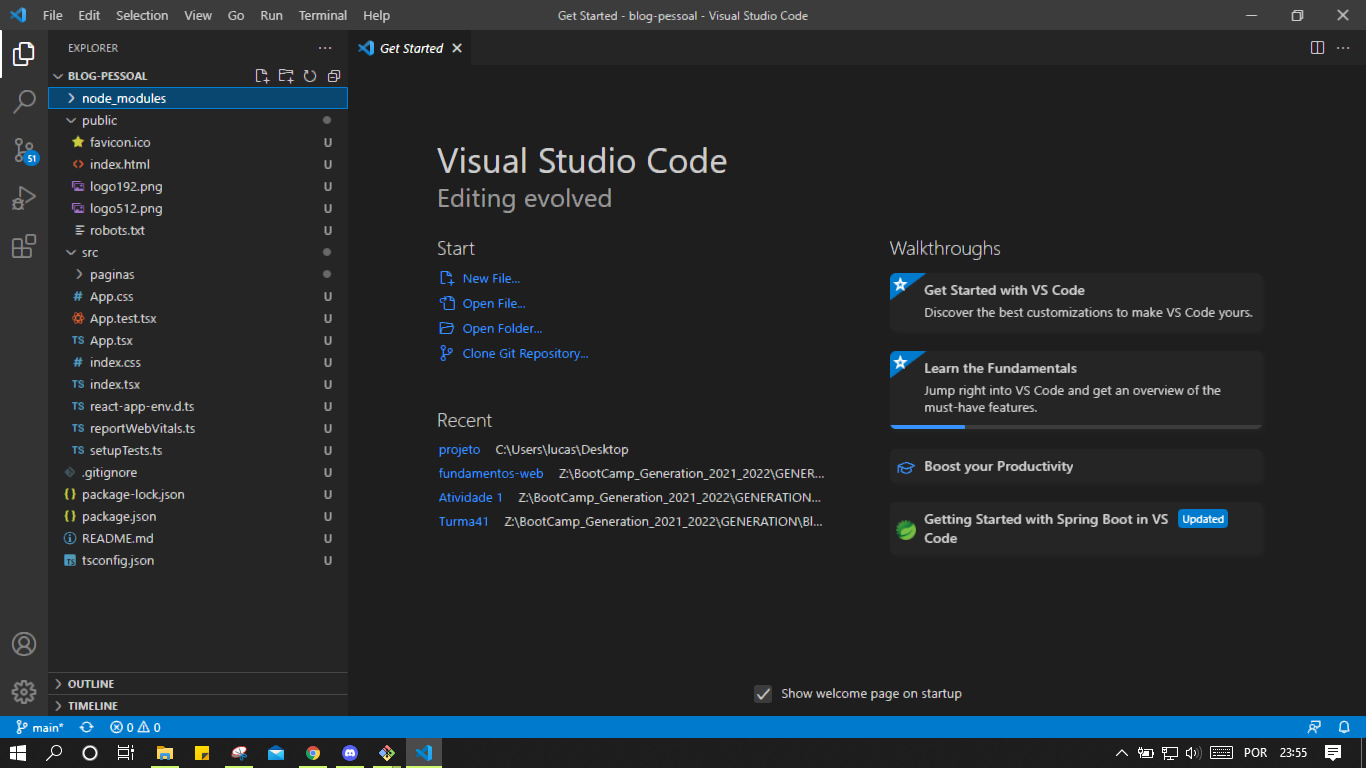 File Edit Selection View Go Run Terminal Help
Get Started - blog-pessoal - Visual Studio Code
EXPLORER
Get Started
BLOG-PESSOAL
node_modules
public
favicon.ico U
index.html U
logo192.png U
logo512.png U
robots.txt U
src
paginas
App.css U
App.test.tsx U
TS App.tsx U
index.css U
TS index.tsx U
TS react-app-env.d.ts U
TS reportWebVitals.ts U
TS setupTests.ts U
.gitignore U
package-lock.json U
package.json U
README.md U
TS tsconfig.json U
51
OUTLINE
TIMELINE
Visual Studio Code
Editing evolved
Start
New File...
Open File...
Open Folder...
Clone Git Repository...
Recent
projeto C:\Users\lucas\Desktop
fundamentos-web Z:\BootCamp_Generation_2021_2022\GENER...
Atividade 1 Z:\BootCamp_Generation_2021_2022\GENERATION...
Turma41 Z:\BootCamp_Generation_2021_2022\GENERATION\Bl...
Walkthroughs
Get Started with VS Code
Discover the best customizations to make VS Code yours.
Learn the Fundamentals
Jump right into VS Code and get an overview of the
must-have features.
Boost your Productivity
Getting Started with Spring Boot in VS Updated
Code
Show welcome page on startup
main* 0 0
POR 23:55